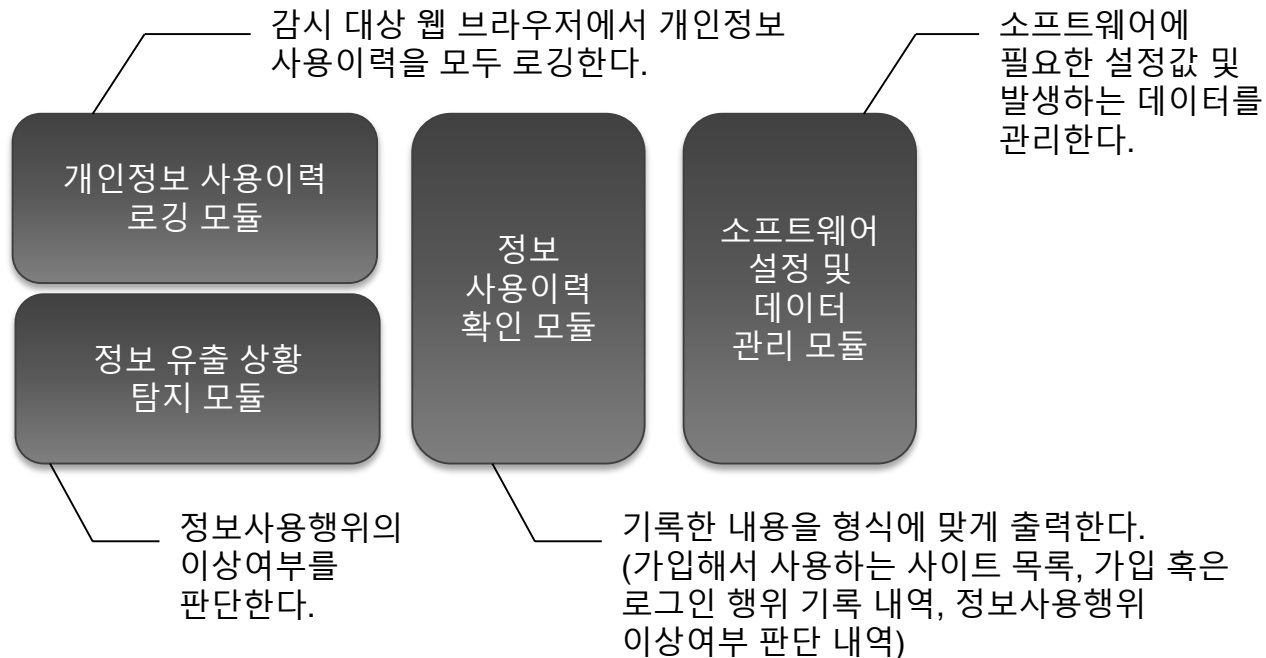 감시 대상 웹 브라우저에서 개인정보
사용이력을 모두 로깅한다.
소프트웨어에
필요한 설정값 및
발생하는 데이터를
관리한다.
개인정보 사용이력
로깅 모듈
정보 유출 상황
탐지 모듈
정보
사용이력
확인 모듈
소프트웨어
설정 및
데이터
관리 모듈
정보사용행위의
이상여부를
판단한다.
기록한 내용을 형식에 맞게 출력한다.
(가입해서 사용하는 사이트 목록, 가입 혹은
로그인 행위 기록 내역, 정보사용행위
이상여부 판단 내역)